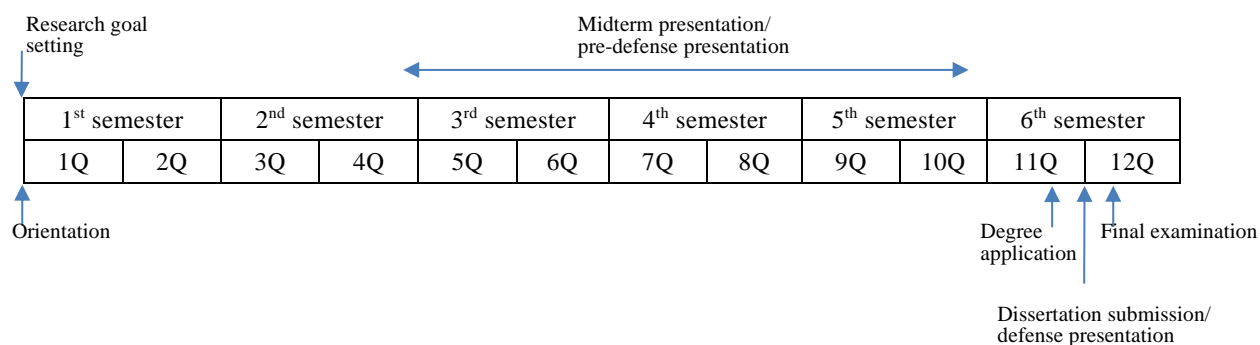 Research goal
setting
Midterm presentation/
pre-defense presentation
1st semester 2nd semester 3rd semester 4th semester 5th semester 6th semester
1Q 2Q 3Q 4Q 5Q 6Q 7Q 8Q 9Q 10Q 11Q 12Q
Orientation
Degree
application
Final examination
Dissertation submission/
defense presentation